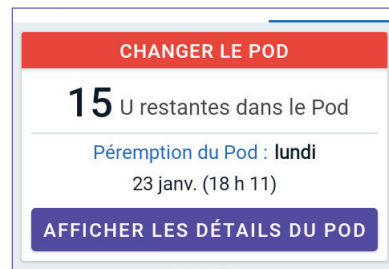 CHANGER LE POD
15 U restantes dans le Pod
Péremption du Pod : lundi
23 janv. (18 h 11)
AFFICHER LES DÉTAILS DU POD